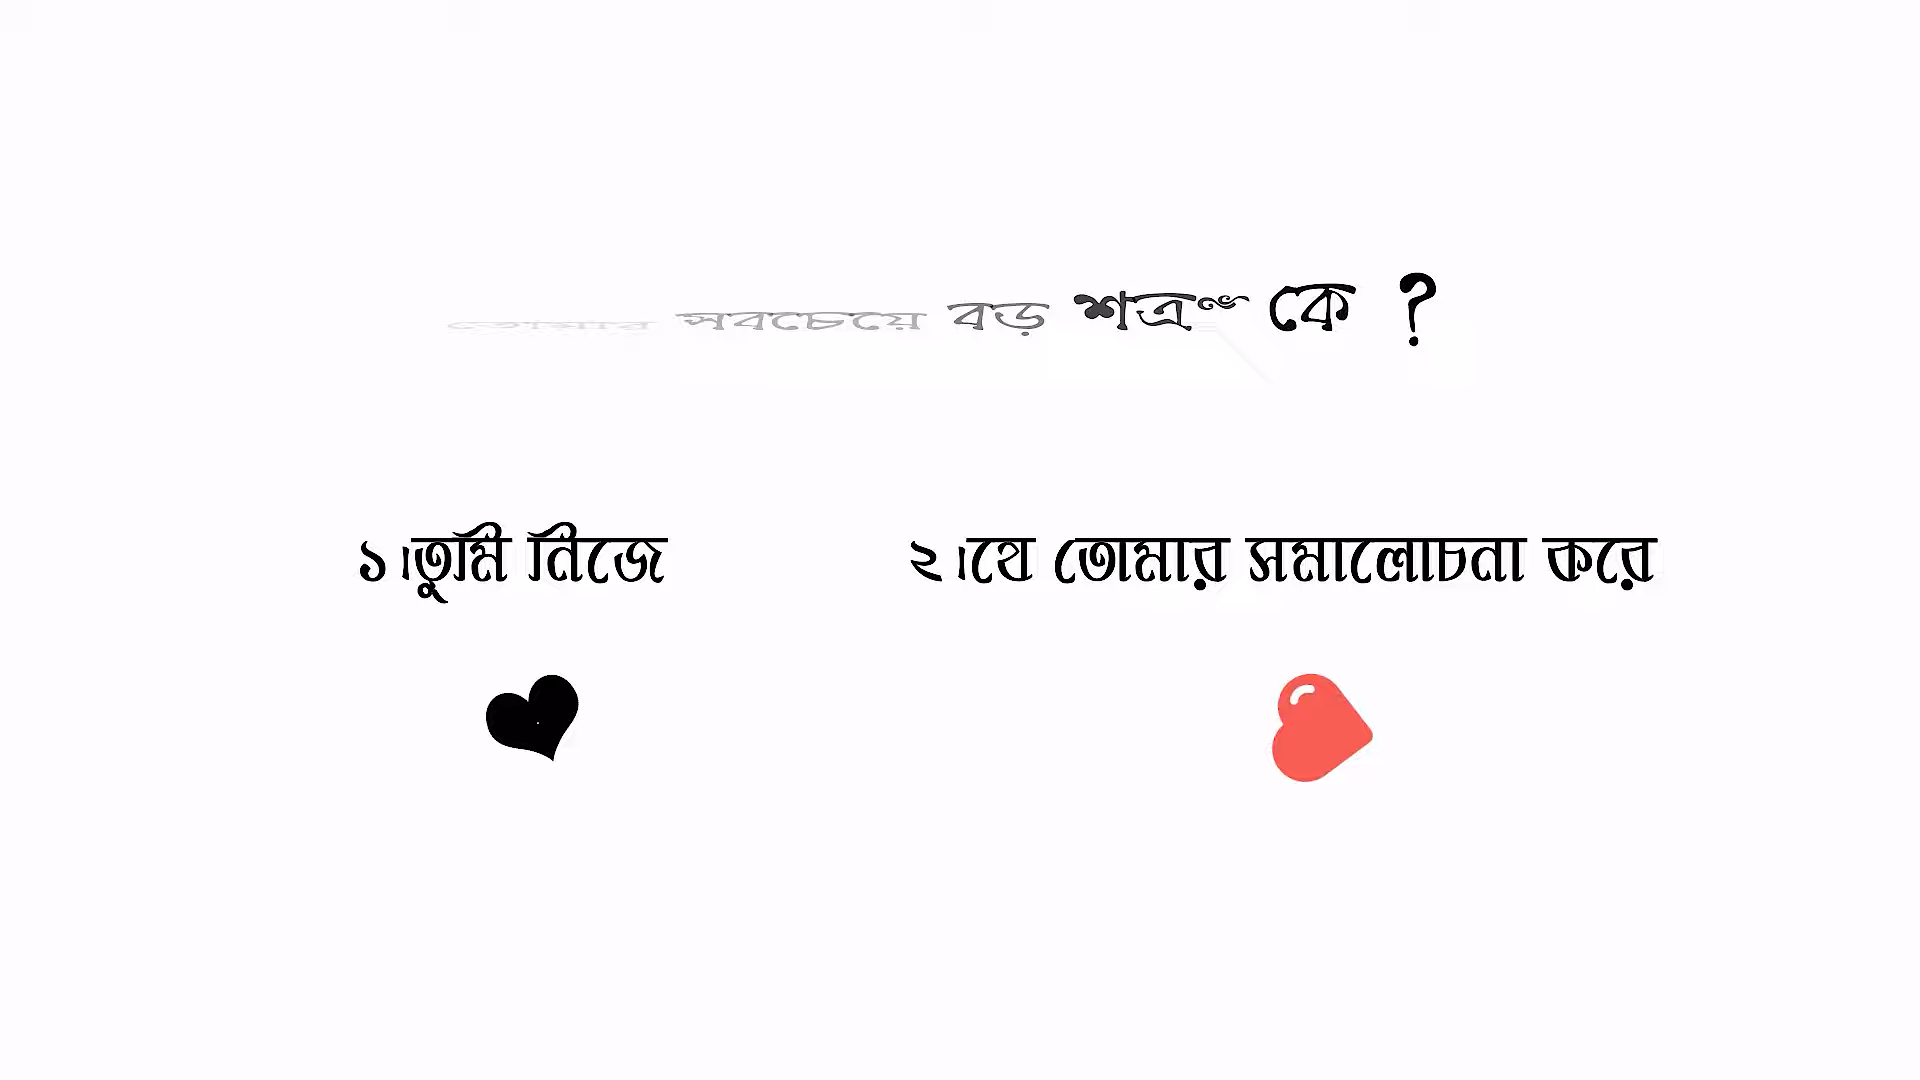 তোমার সবচেয়ে বড় শত্রু কে ?
১।তুমি নিজে
২।যে তোমার সমালোচনা করে